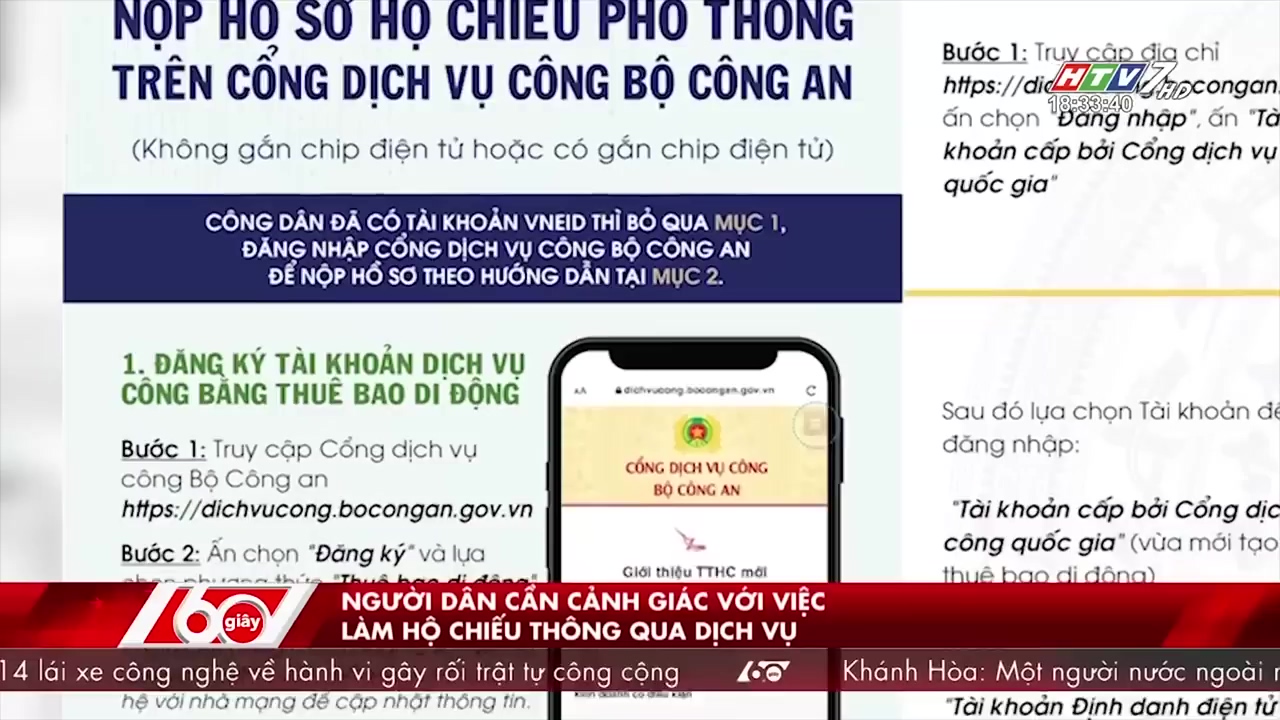 NỘP HỒ SƠ HỘ CHIẾU PHỔ THÔNG
TRÊN CỔNG DỊCH VỤ CÔNG BỘ CÔNG AN
(Không gắn chip điện tử hoặc có gắn chip điện tử)
CÔNG DÂN ĐÃ CÓ TÀI KHOẢN VNEID THÌ BỎ QUA MỤC 1,
ĐĂNG NHẬP CỔNG DỊCH VỤ CÔNG BỘ CÔNG AN
ĐỂ NỘP HỒ SƠ THEO HƯỚNG DẪN TẠI MỤC 2.
1. ĐĂNG KÝ TÀI KHOẢN DỊCH VỤ
CÔNG BẰNG THUÊ BAO DI ĐỘNG
Bước 1: Truy cập Cổng dịch vụ
công Bộ Công an
https://dichvucong.bocongan.gov.vn
Bước 2: Ấn chọn "Đăng ký" và lựa
chọn phương thức "Thuê bao di động"
hệ với nhà mạng để cập nhật thông tin.
AA dichvucong.bocongan.gov.vn
CỔNG DỊCH VỤ CÔNG
BỘ CÔNG AN
Giới thiệu TTHC mới
Bước 1: Truy cập địa chỉ
ấn chọn "Đăng nhập", ấn "Tài
khoản cấp bởi Cổng dịch vụ
quốc gia"
Sau đó lựa chọn Tài khoản để
đăng nhập:
"Tài khoản cấp bởi Cổng dịc
công quốc gia" (vừa mới tạo
thuê bao di động)
"Tài khoản Định danh điện tử
HTV7 HD
18:33:40
60 giây
NGƯỜI DÂN CẦN CẢNH GIÁC VỚI VIỆC
LÀM HỘ CHIẾU THÔNG QUA DỊCH VỤ
14 lái xe công nghệ về hành vi gây rối trật tự công cộng
60 giây
Khánh Hòa: Một người nước ngoài